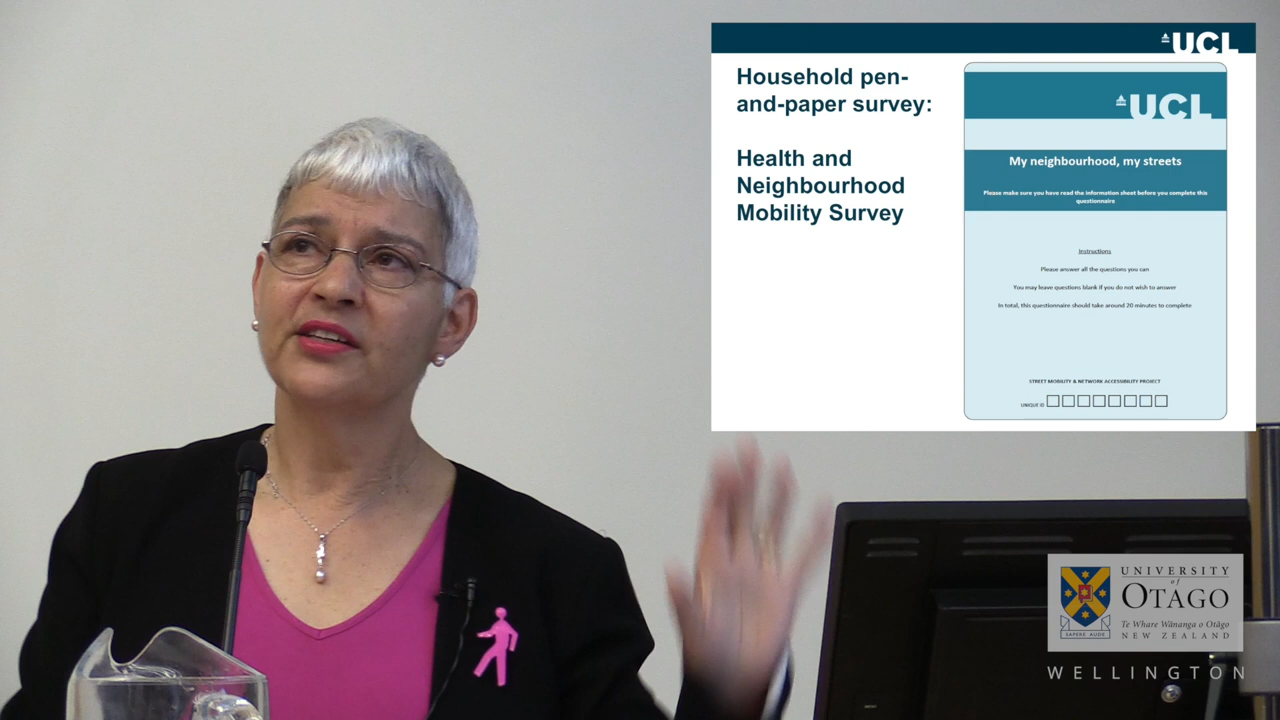 UCL
Household pen-
and-paper survey:
Health and
Neighbourhood
Mobility Survey
UCL
My neighbourhood, my streets
Please make sure you have read the information sheet before you complete this
questionnaire
Instructions
Please answer all the questions you can
You may leave questions blank if you do not wish to answer
In total, this questionnaire should take around 20 minutes to complete
STREET MOBILITY & NETWORK ACCESSIBILITY PROJECT
UNIQUE ID
UNIVERSITY
of
OTAGO
Te Whare Wānanga o Otāgo
NEW ZEALAND
SAPERE AUDE
WELLINGTON